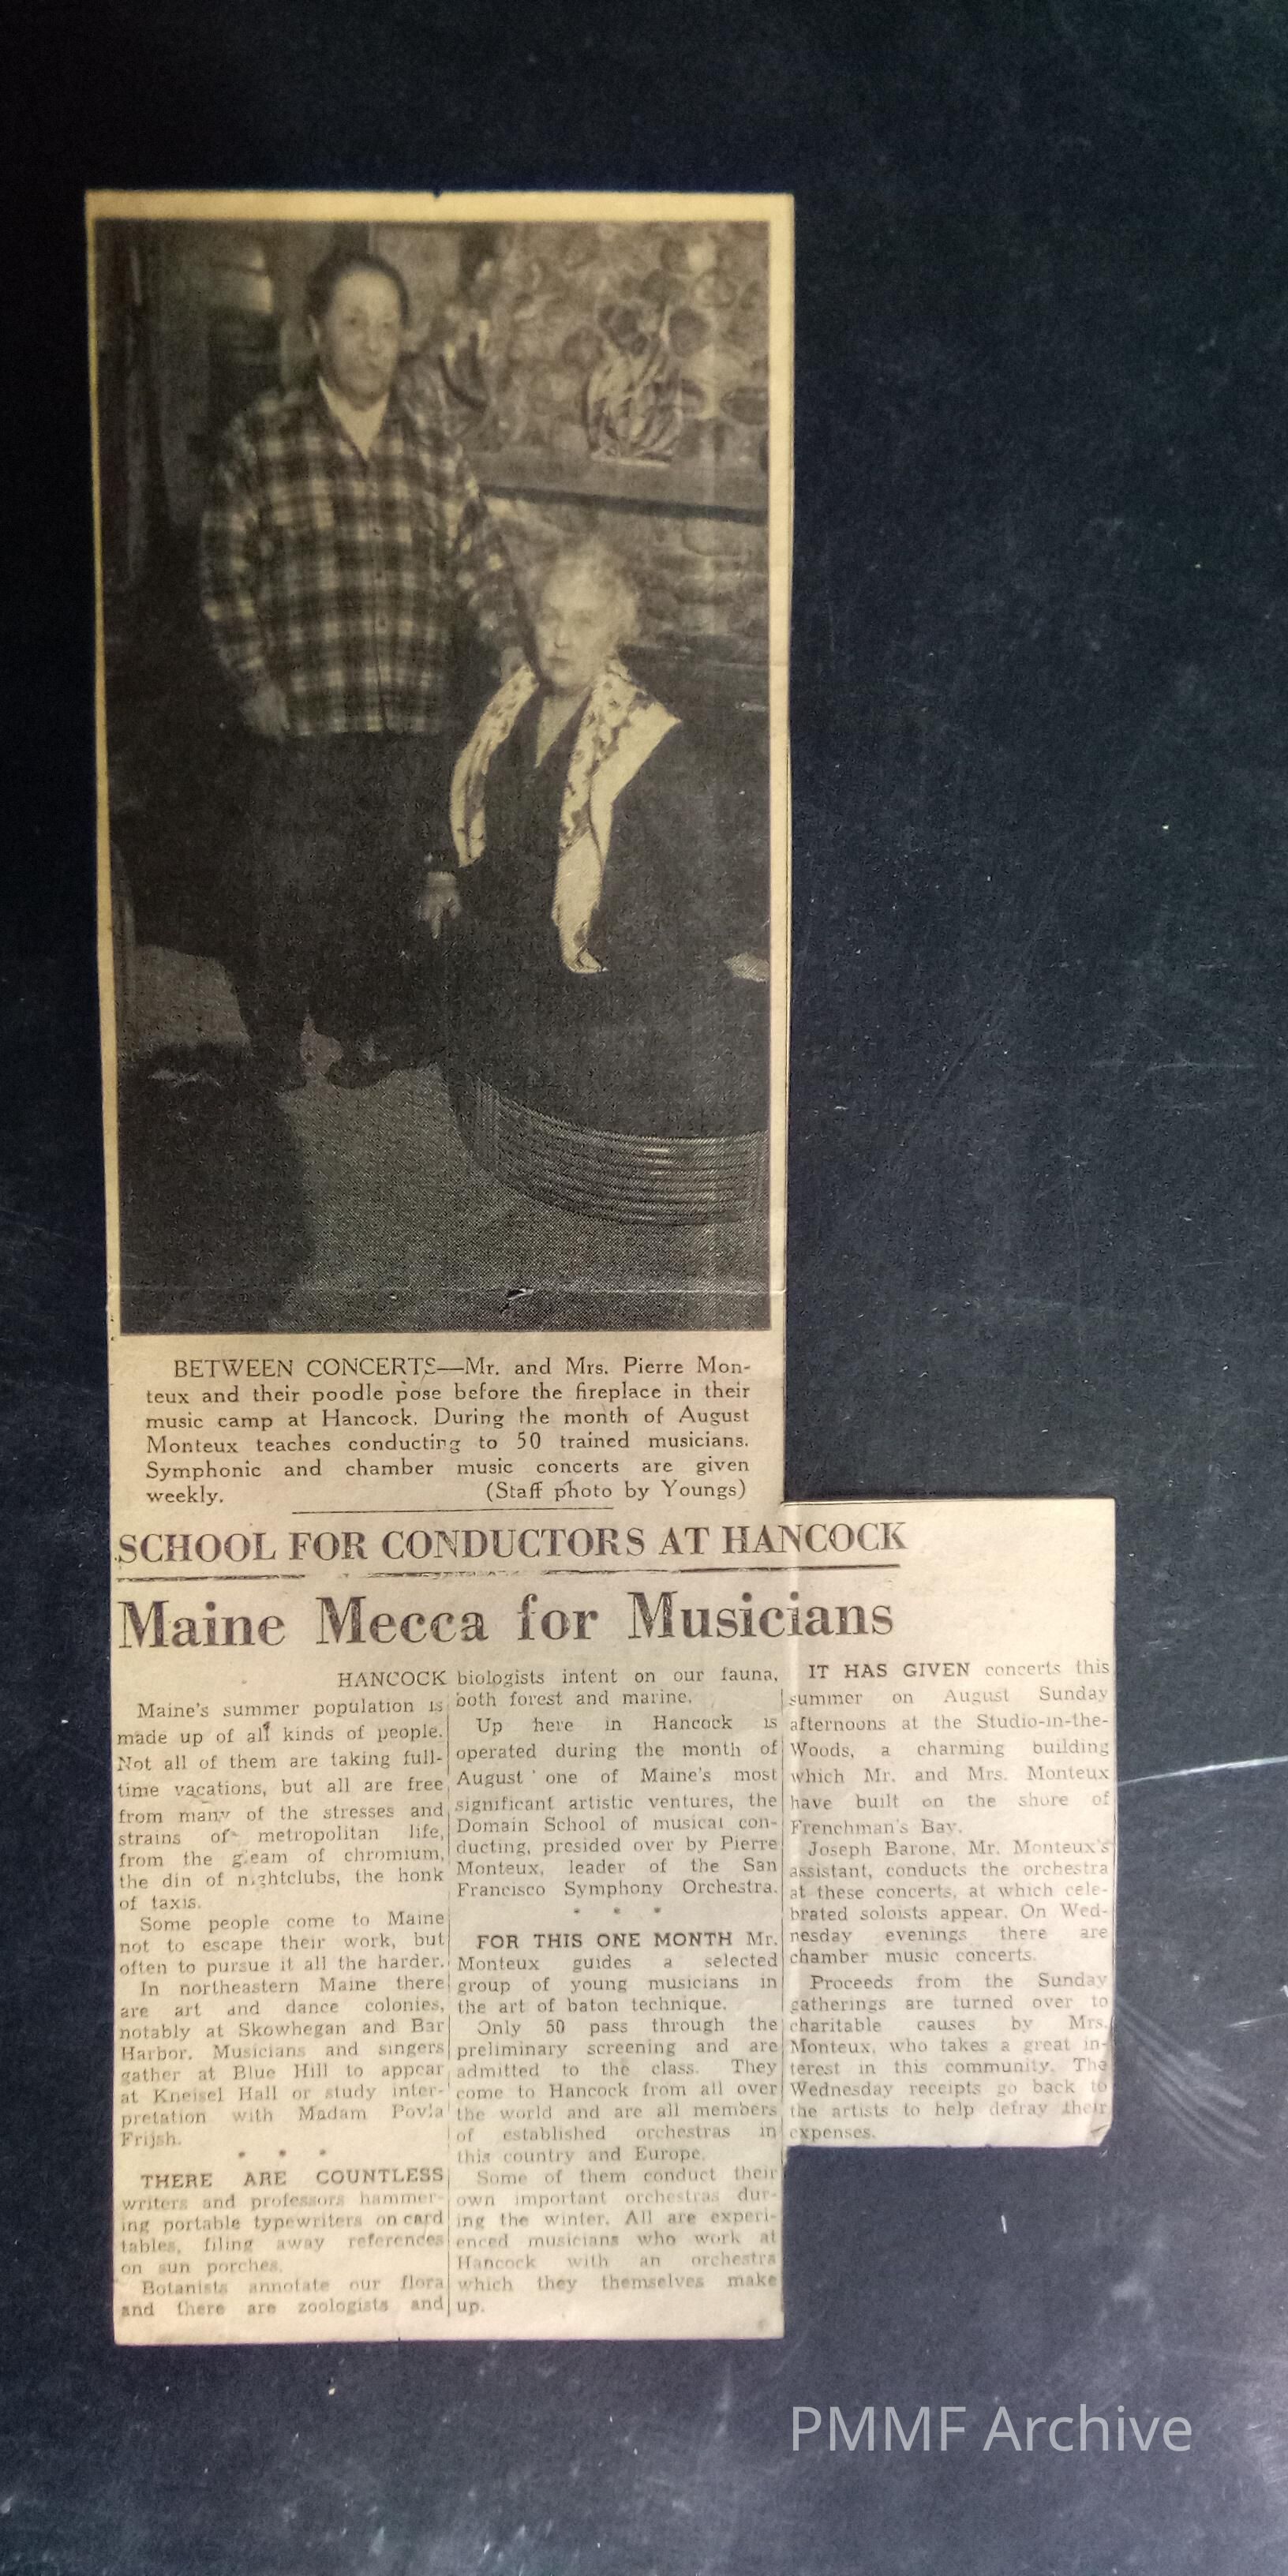 BETWEEN CONCERTS—Mr. and Mrs. Pierre Mon-
teux and their poodle pose before the fireplace in their
music camp at Hancock. During the month of August
Monteux teaches conducting to 50 trained musicians.
Symphonic and chamber music concerts are given
weekly. (Staff photo by Youngs)
SCHOOL FOR CONDUCTORS AT HANCOCK
Maine Mecca for Musicians
HANCOCK
Maine's summer population is
made up of all kinds of people.
Not all of them are taking full-
time vacations, but all are free
from many of the stresses and
strains of metropolitan life,
from the gleam of chromium,
the din of nightclubs, the honk
of taxis.
Some people come to Maine
not to escape their work, but
often to pursue it all the harder.
In northeastern Maine there
are art and dance colonies,
notably at Skowhegan and Bar
Harbor. Musicians and singers
gather at Blue Hill to appear
at Kneisel Hall or study inter-
pretation with Madam Povla
Frijsh.
* * *
THERE ARE COUNTLESS
writers and professors hammer-
ing portable typewriters on card
tables, filing away references
on sun porches.
Botanists annotate our flora
and there are zoologists and
biologists intent on our fauna,
both forest and marine.
Up here in Hancock is
operated during the month of
August one of Maine's most
significant artistic ventures, the
Domain School of musical con-
ducting, presided over by Pierre
Monteux, leader of the San
Francisco Symphony Orchestra.
* * *
FOR THIS ONE MONTH Mr.
Monteux guides a selected
group of young musicians in
the art of baton technique.
Only 50 pass through the
preliminary screening and are
admitted to the class. They
come to Hancock from all over
the world and are all members
of established orchestras in
this country and Europe.
Some of them conduct their
own important orchestras dur-
ing the winter. All are experi-
enced musicians who work at
Hancock with an orchestra
which they themselves make
up.
IT HAS GIVEN concerts this
summer on August Sunday
afternoons at the Studio-in-the-
Woods, a charming building
which Mr. and Mrs. Monteux
have built on the shore of
Frenchman's Bay.
Joseph Barone, Mr. Monteux's
assistant, conducts the orchestra
at these concerts, at which cele-
brated soloists appear. On Wed-
nesday evenings there are
chamber music concerts.
Proceeds from the Sunday
gatherings are turned over to
charitable causes by Mrs.
Monteux, who takes a great in-
terest in this community. The
Wednesday receipts go back to
the artists to help defray their
expenses.
PMMF Archive